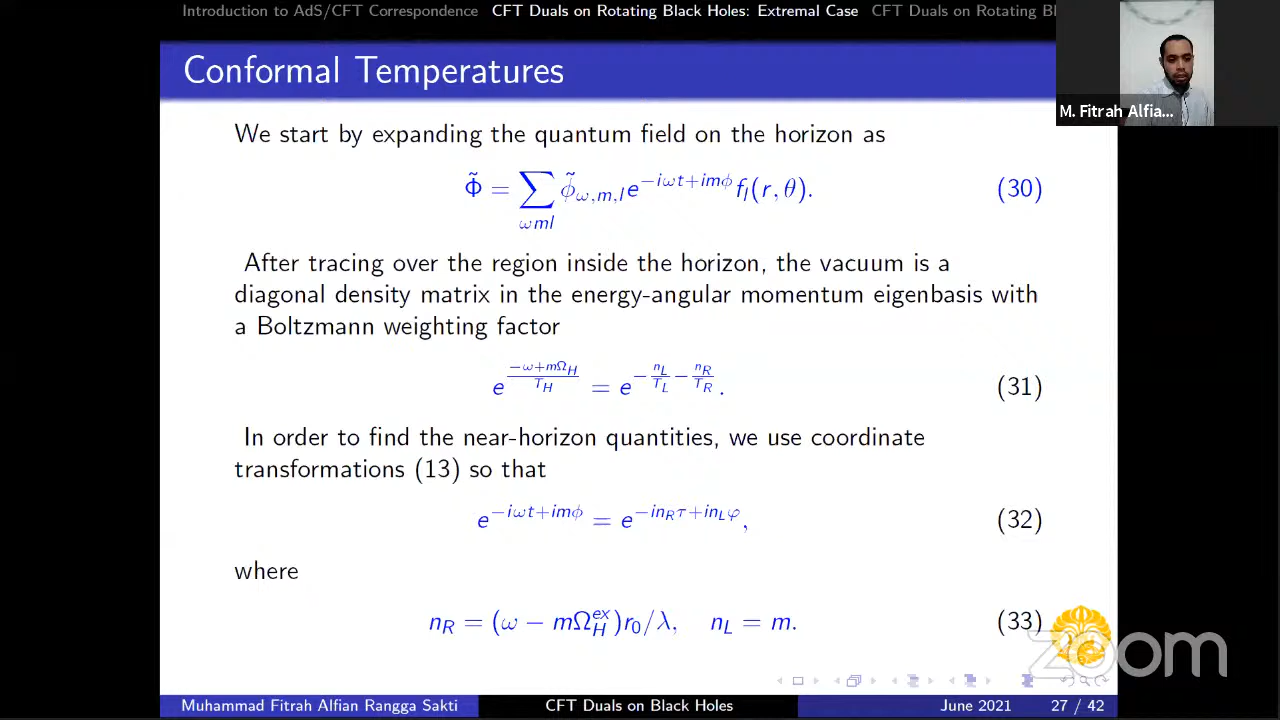 Introduction to AdS/CFT Correspondence CFT Duals on Rotating Black Holes: Extremal Case CFT Duals on Rotating Bl
Conformal Temperatures
M. Fitrah Alfia...
We start by expanding the quantum field on the horizon as
Φ̃ = ∑_{ωml} φ̃_{ω,m,l} e^{−iωt+imϕ} f_l(r, θ). (30)
After tracing over the region inside the horizon, the vacuum is a
diagonal density matrix in the energy-angular momentum eigenbasis with
a Boltzmann weighting factor
e^{\frac{−ω+mΩ_H}{T_H}} = e^{−\frac{n_L}{T_L}−\frac{n_R}{T_R}}. (31)
In order to find the near-horizon quantities, we use coordinate
transformations (13) so that
e^{−iωt+imϕ} = e^{−in_Rτ+in_Lφ}, (32)
where
n_R = (ω − mΩ_H^{ex})r_0/λ, n_L = m. (33)
zoom
Muhammad Fitrah Alfian Rangga Sakti CFT Duals on Black Holes June 2021 27 / 42